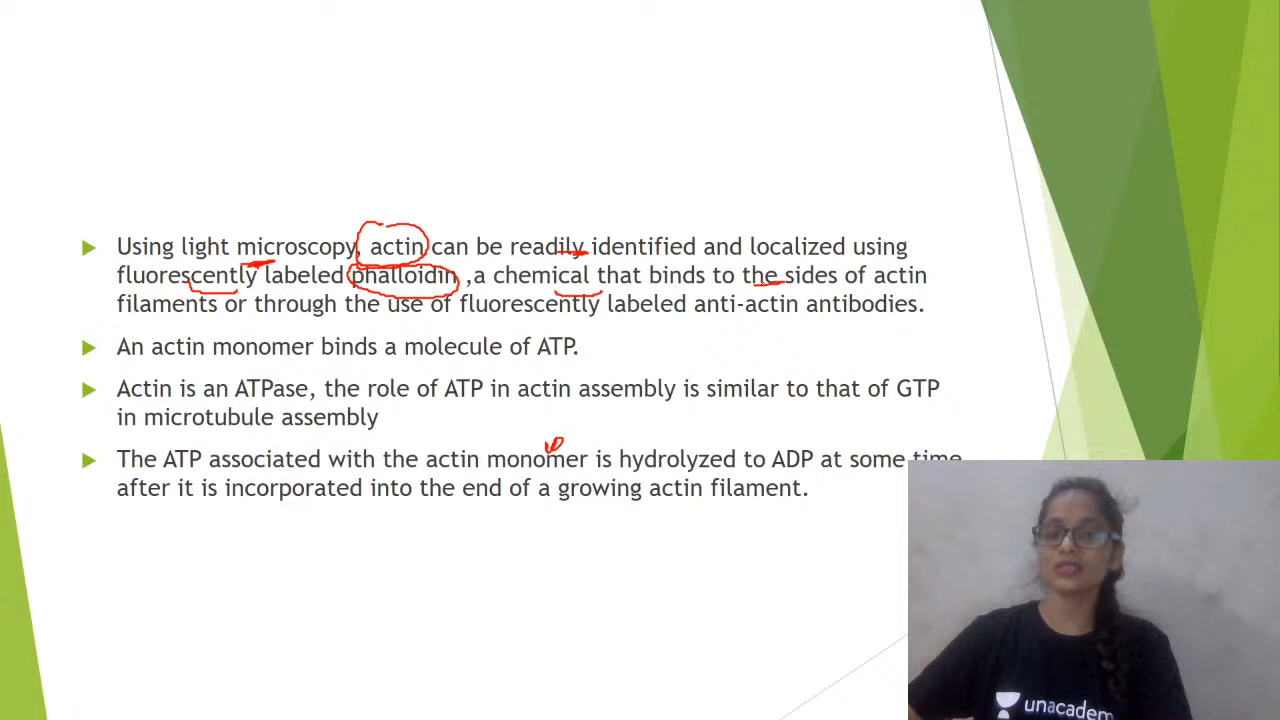 Using light microscopy, actin can be readily identified and localized using
fluorescently labeled phalloidin ,a chemical that binds to the sides of actin
filaments or through the use of fluorescently labeled anti-actin antibodies.
An actin monomer binds a molecule of ATP.
Actin is an ATPase, the role of ATP in actin assembly is similar to that of GTP
in microtubule assembly
The ATP associated with the actin monomer is hydrolyzed to ADP at some time
after it is incorporated into the end of a growing actin filament.
unacadem